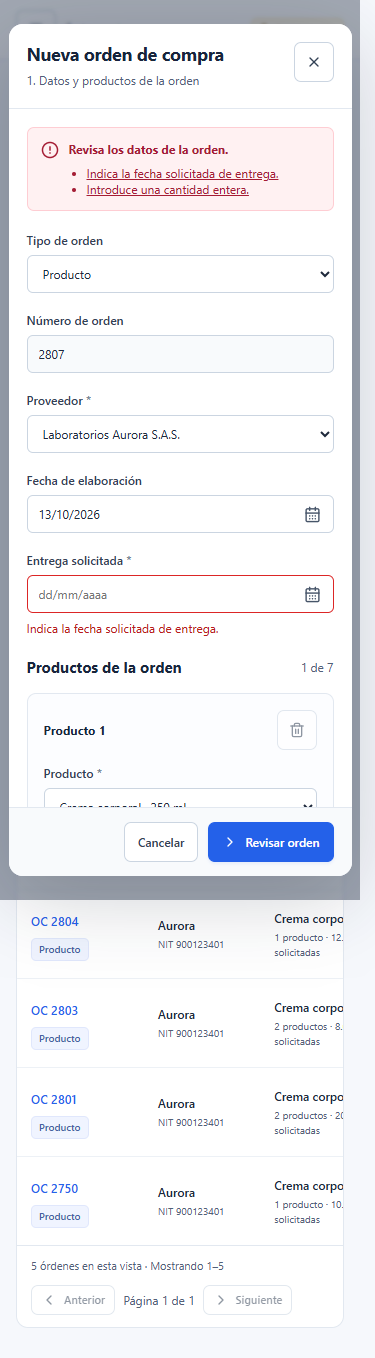 Nueva orden de compra
1. Datos y productos de la orden
Revisa los datos de la orden.
Indica la fecha solicitada de entrega.
Introduce una cantidad entera.
Tipo de orden
Producto
Número de orden
2807
Proveedor *
Laboratorios Aurora S.A.S.
Fecha de elaboración
13/10/2026
Entrega solicitada *
dd/mm/aaaa
Indica la fecha solicitada de entrega.
Productos de la orden
1 de 7
Producto 1
Producto *
Crema corporal · 250 ml
Cancelar
Revisar orden
OC 2804
Aurora
Crema corpo
Producto
NIT 900123401
1 producto · 12.
solicitadas
OC 2803
Aurora
Crema corpo
Producto
NIT 900123401
2 productos · 8.
solicitadas
OC 2801
Aurora
Crema corpo
Producto
NIT 900123401
2 productos · 20
solicitadas
OC 2750
Aurora
Crema corpo
Producto
NIT 900123401
1 producto · 10.
solicitadas
5 órdenes en esta vista · Mostrando 1–5
Anterior
Página 1 de 1
Siguiente